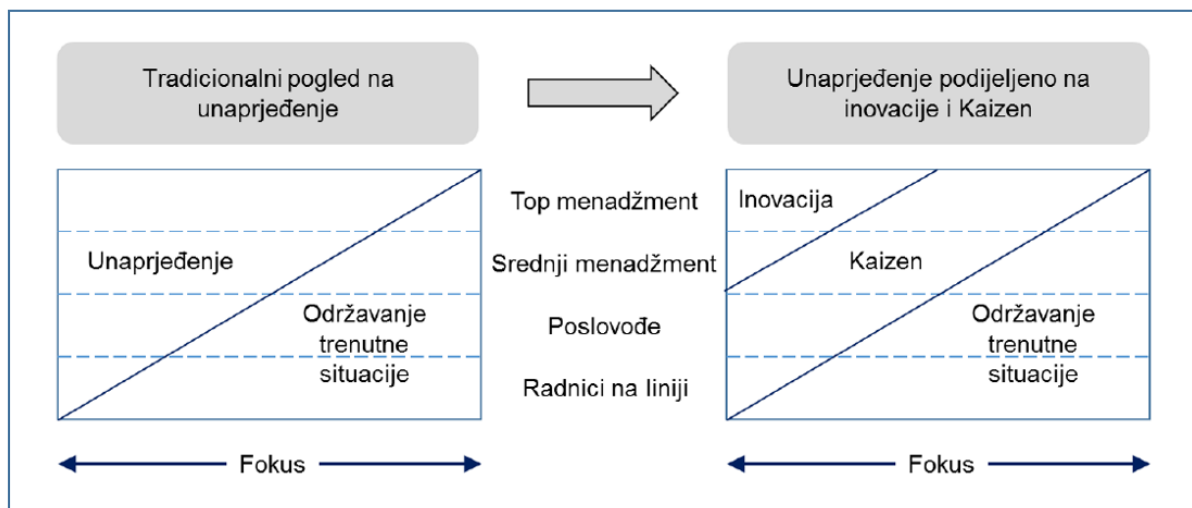 Tradicionalni pogled na
unaprjeđenje
Unaprjeđenje podijeljeno na
inovacije i Kaizen
Unaprjeđenje
Održavanje
trenutne
situacije
Top menadžment
Srednji menadžment
Poslovođe
Radnici na liniji
Inovacija
Kaizen
Održavanje
trenutne
situacije
Fokus
Fokus